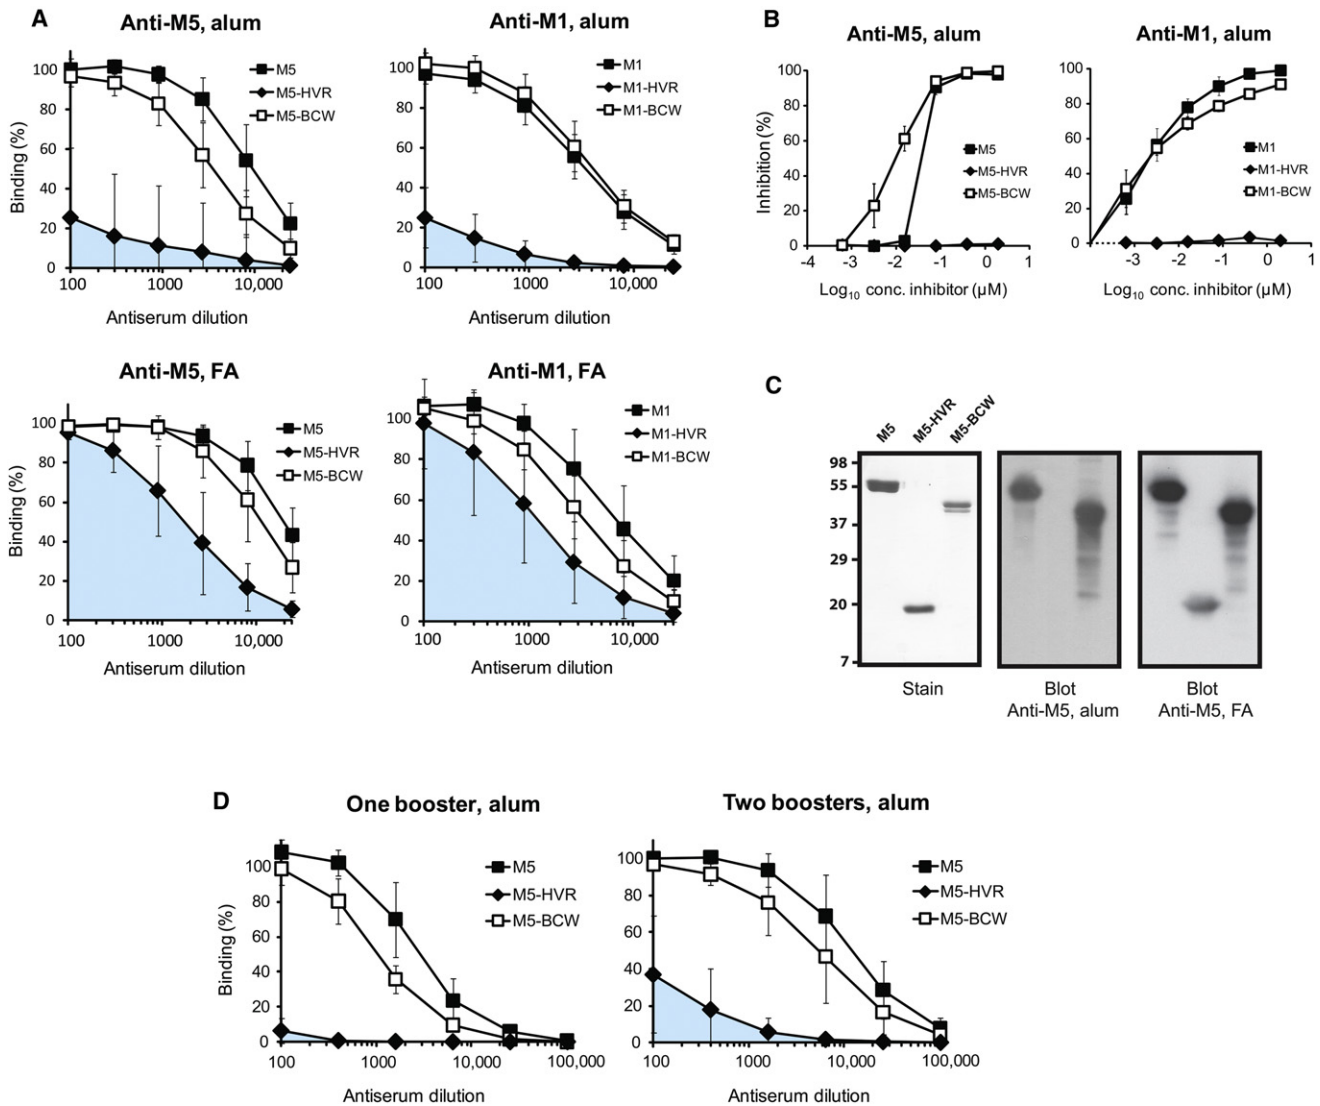 A
Anti-M5, alum
Binding (%)
100
80
60
40
20
0
100
1000
10,000
Antiserum dilution
M5
M5-HVR
M5-BCW
Anti-M1, alum
100
80
60
40
20
0
100
1000
10,000
Antiserum dilution
M1
M1-HVR
M1-BCW
Anti-M5, FA
Binding (%)
100
80
60
40
20
0
100
1000
10,000
Antiserum dilution
M5
M5-HVR
M5-BCW
Anti-M1, FA
100
80
60
40
20
0
100
1000
10,000
Antiserum dilution
M1
M1-HVR
M1-BCW
B
Anti-M5, alum
Inhibition (%)
100
80
60
40
20
0
-4 -3 -2 -1 0 1
Log10 conc. inhibitor (µM)
M5
M5-HVR
M5-BCW
Anti-M1, alum
100
80
60
40
20
0
-3 -2 -1 0 1
Log10 conc. inhibitor (µM)
M1
M1-HVR
M1-BCW
C
M5
M5-HVR
M5-BCW
98
55
37
29
20
7
Stain
Blot
Anti-M5, alum
Blot
Anti-M5, FA
D
One booster, alum
Binding (%)
100
80
60
40
20
0
100
1000
10,000
100,000
Antiserum dilution
M5
M5-HVR
M5-BCW
Two boosters, alum
100
80
60
40
20
0
100
1000
10,000
100,000
Antiserum dilution
M5
M5-HVR
M5-BCW